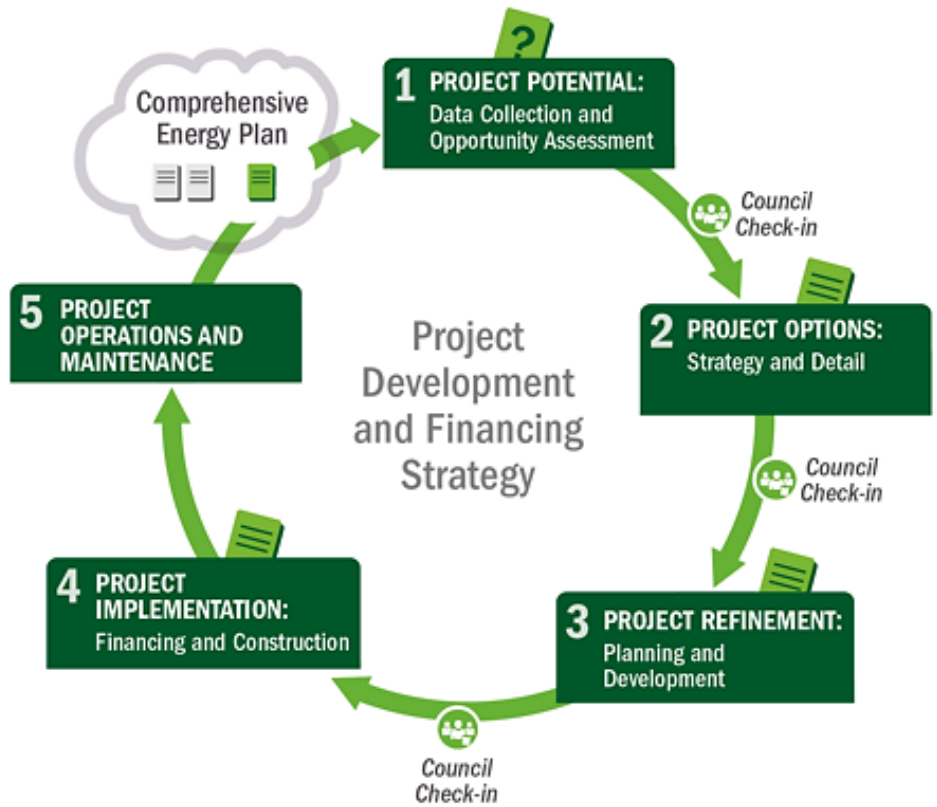 Comprehensive
Energy Plan
?
1 PROJECT POTENTIAL:
Data Collection and
Opportunity Assessment
Council
Check-in
2 PROJECT OPTIONS:
Strategy and Detail
Council
Check-in
3 PROJECT REFINEMENT:
Planning and
Development
Council
Check-in
4 PROJECT
IMPLEMENTATION:
Financing and Construction
5 PROJECT
OPERATIONS AND
MAINTENANCE
Project
Development
and Financing
Strategy